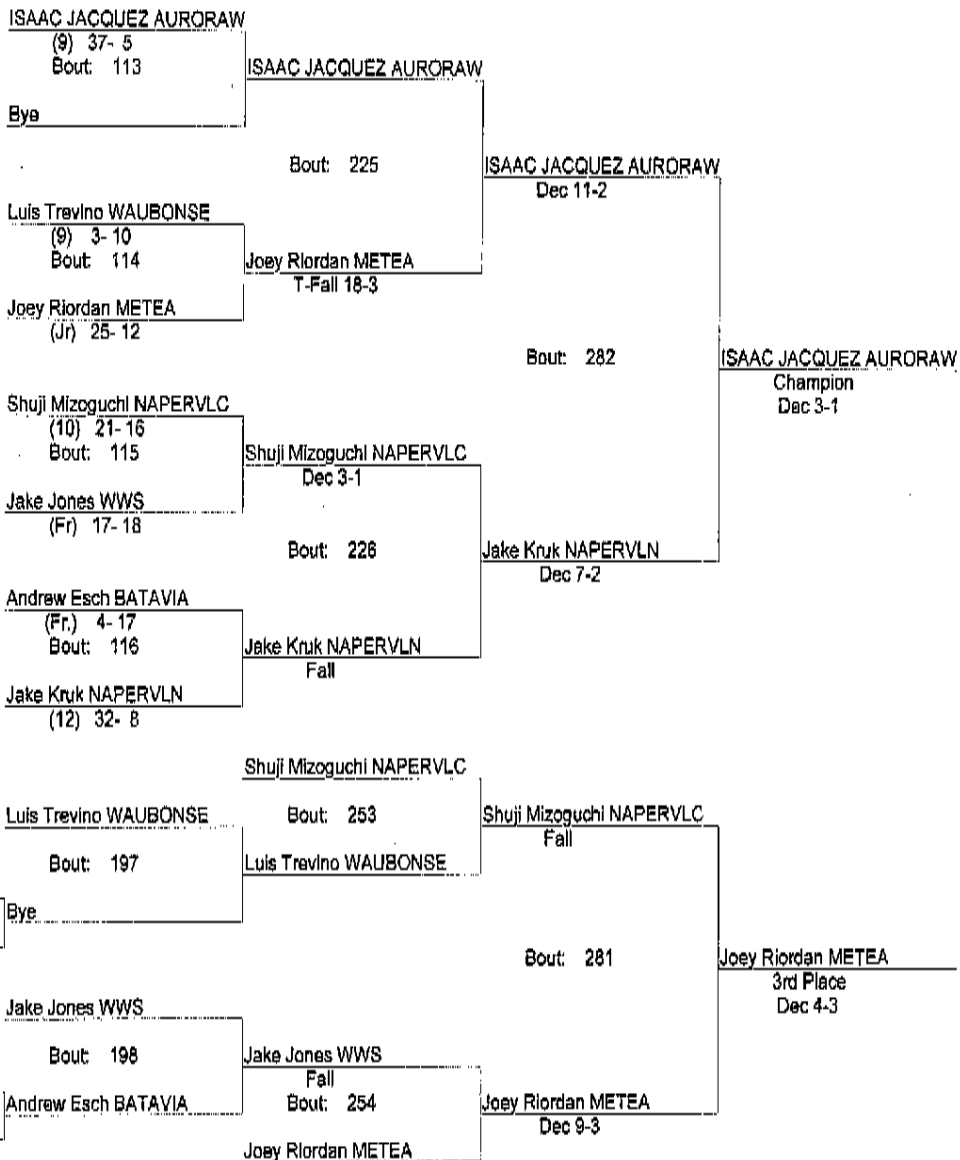 ISAAC JACQUEZ AURORAW
(9) 37- 5
Bout: 113
Bye
Luis Trevino WAUBONSE
(9) 3- 10
Bout: 114
Joey Riordan METEA
(Jr) 25- 12
Shuji Mizoguchi NAPERVLC
(10) 21- 16
Bout: 115
Jake Jones WWS
(Fr) 17- 18
Andrew Esch BATAVIA
(Fr.) 4- 17
Bout: 116
Jake Kruk NAPERVLN
(12) 32- 8
ISAAC JACQUEZ AURORAW
Bout: 225
Joey Riordan METEA
T-Fall 18-3
Shuji Mizoguchi NAPERVLC
Dec 3-1
Bout: 226
Jake Kruk NAPERVLN
Fall
ISAAC JACQUEZ AURORAW
Dec 11-2
Bout: 282
Jake Kruk NAPERVLN
Dec 7-2
ISAAC JACQUEZ AURORAW
Champion
Dec 3-1
Luis Trevino WAUBONSE
Bout: 197
Bye
Jake Jones WWS
Bout: 198
Andrew Esch BATAVIA
Shuji Mizoguchi NAPERVLC
Bout: 253
Luis Trevino WAUBONSE
Jake Jones WWS
Fall
Bout: 254
Joey Riordan METEA
Shuji Mizoguchi NAPERVLC
Fall
Bout: 281
Joey Riordan METEA
Dec 9-3
Joey Riordan METEA
3rd Place
Dec 4-3